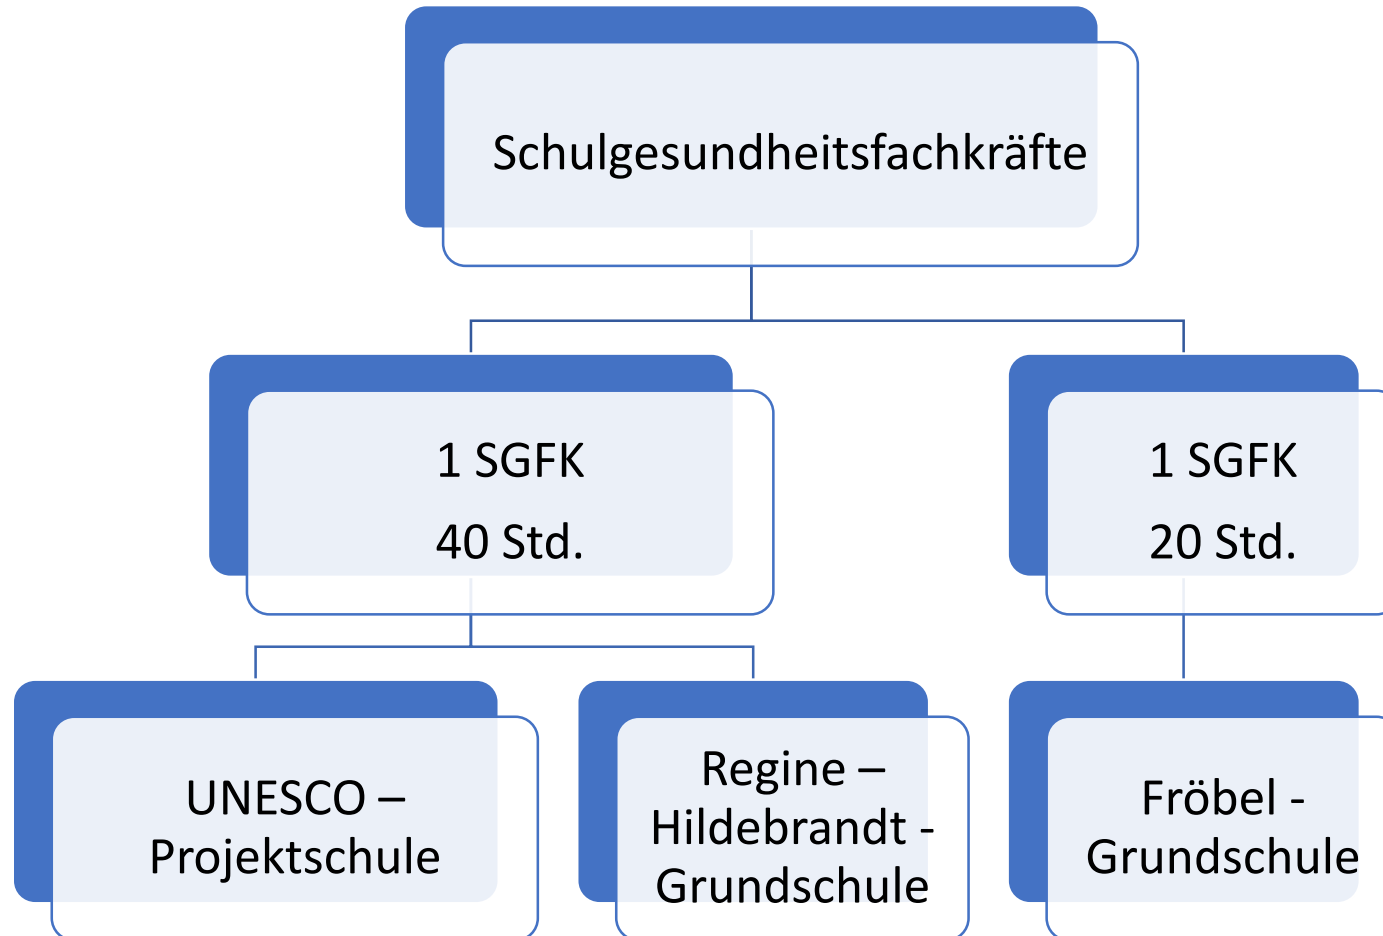 Schulgesundheitsfachkräfte
1 SGFK
40 Std.
1 SGFK
20 Std.
UNESCO –
Projektschule
Regine –
Hildebrandt -
Grundschule
Fröbel -
Grundschule